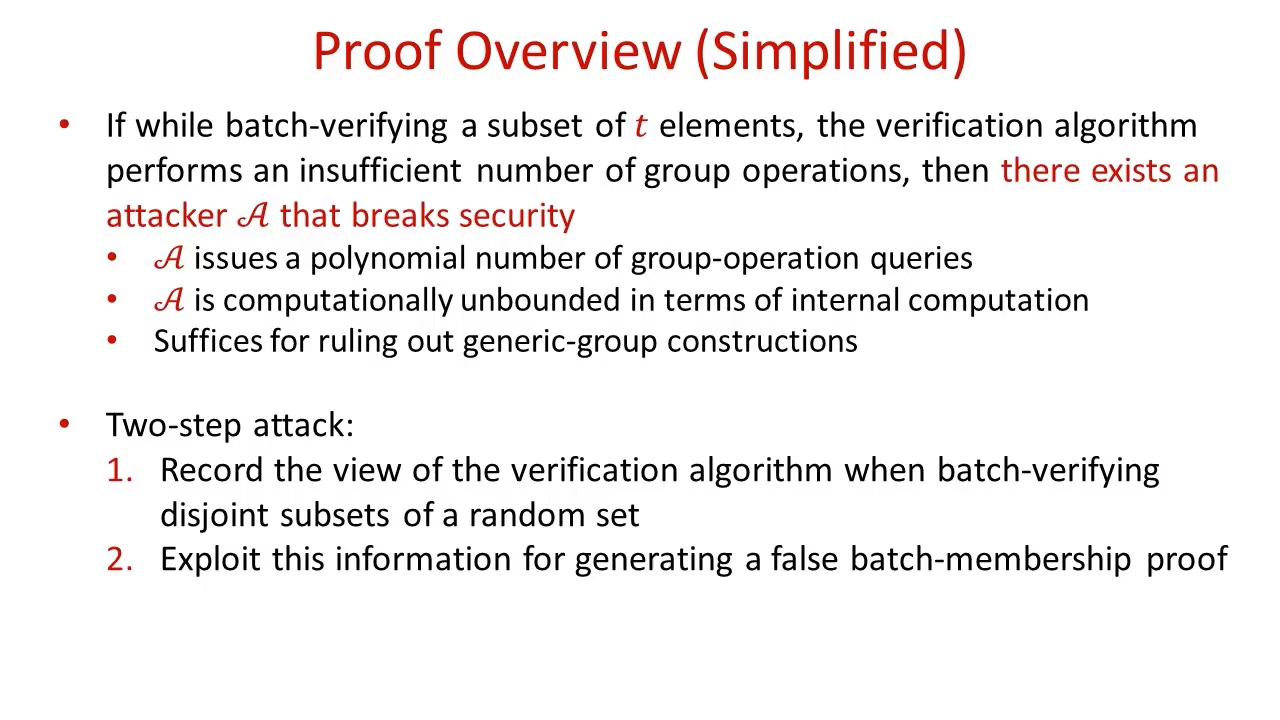 Proof Overview (Simplified)
• If while batch-verifying a subset of t elements, the verification algorithm
performs an insufficient number of group operations, then there exists an
attacker 𝒜 that breaks security
• 𝒜 issues a polynomial number of group-operation queries
• 𝒜 is computationally unbounded in terms of internal computation
• Suffices for ruling out generic-group constructions
• Two-step attack:
1. Record the view of the verification algorithm when batch-verifying
disjoint subsets of a random set
2. Exploit this information for generating a false batch-membership proof